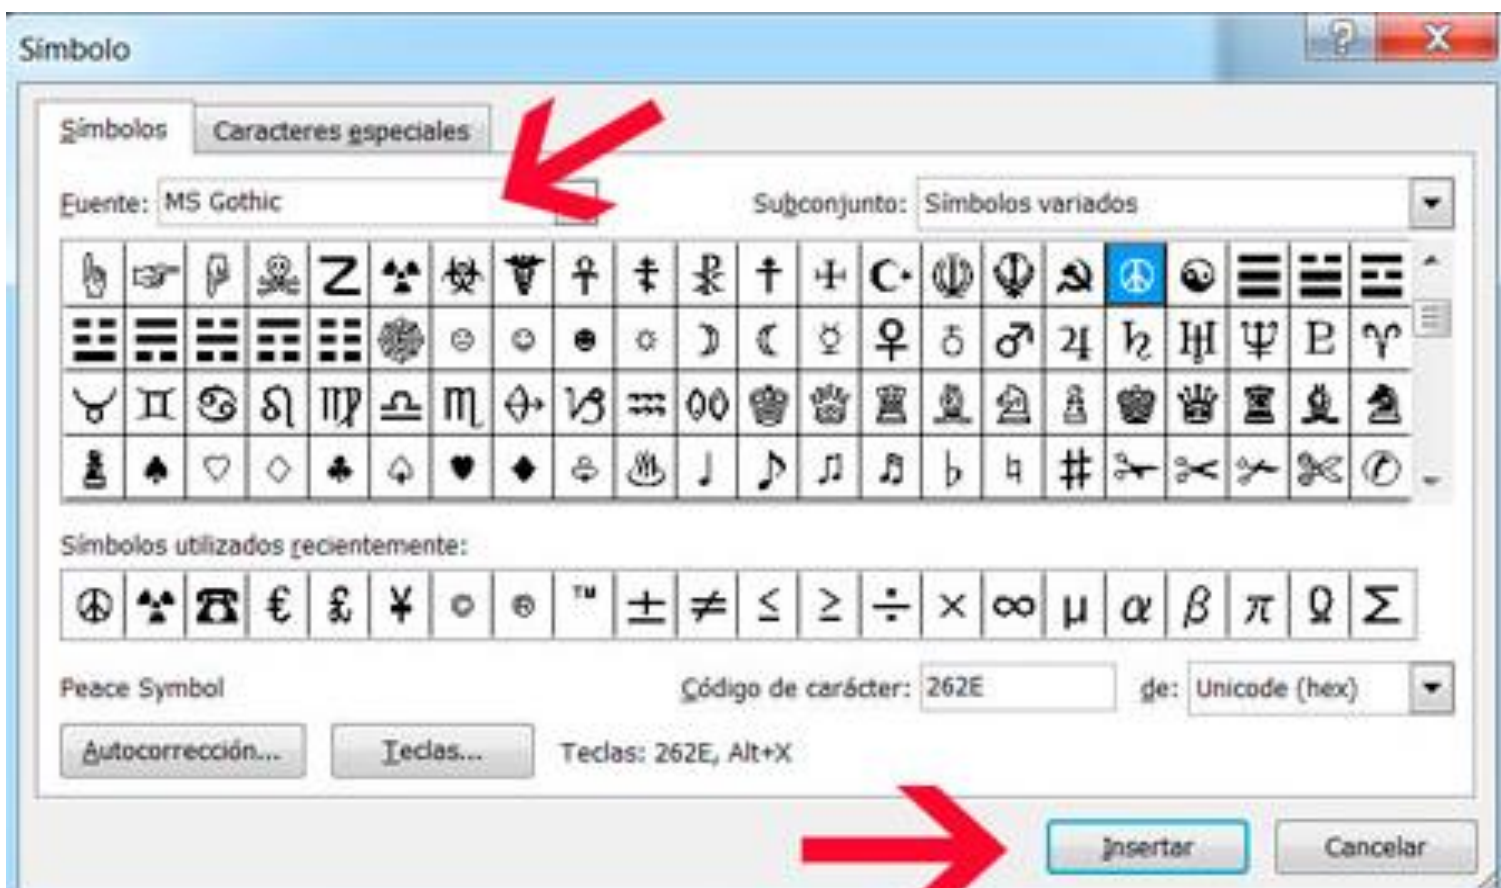 Símbolo
Símbolos
Caracteres especiales
Fuente: MS Gothic
Subconjunto: Símbolos variados
Símbolos utilizados recientemente:
☮ ☢ ☎ € £ ¥ © ® ™ ± ≠ ≤ ≥ ÷ × ∞ µ α β π Ω Σ
Peace Symbol
Código de carácter: 262E
de: Unicode (hex)
Autocorrección...
Teclas...
Teclas: 262E, Alt+X
Insertar
Cancelar